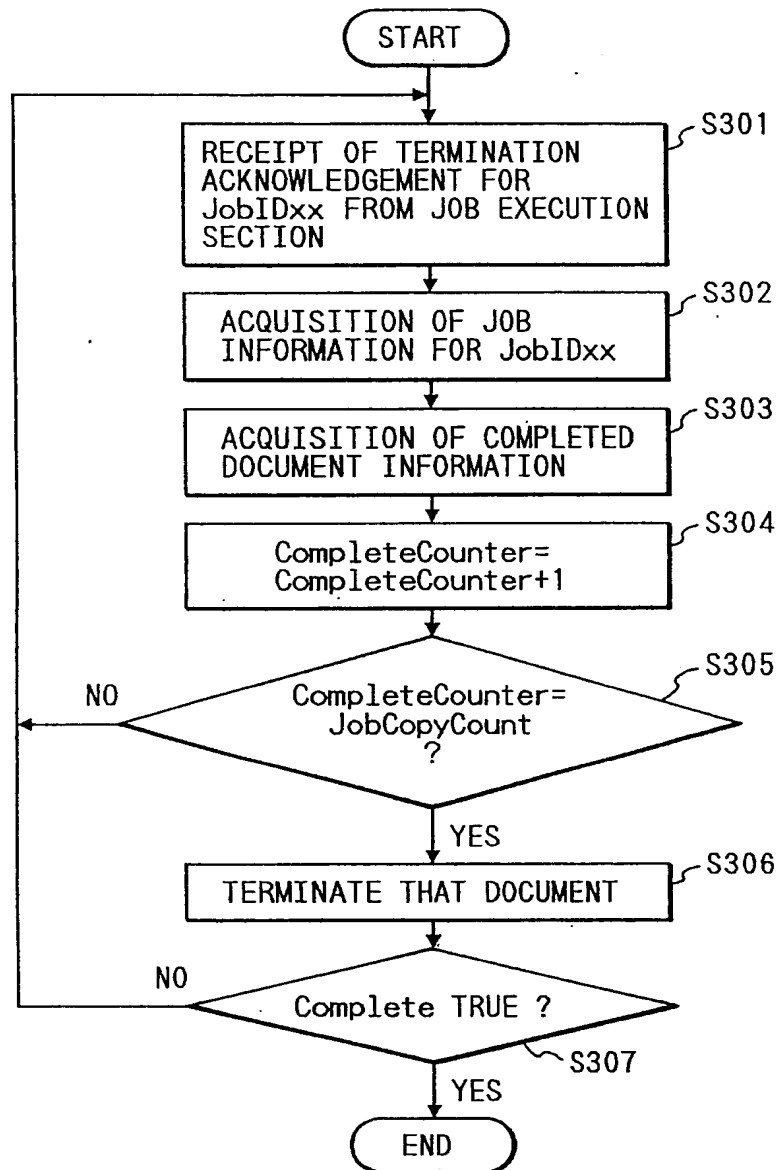 START
S301
RECEIPT OF TERMINATION
ACKNOWLEDGEMENT FOR
JobIDxx FROM JOB EXECUTION
SECTION
S302
ACQUISITION OF JOB
INFORMATION FOR JobIDxx
S303
ACQUISITION OF COMPLETED
DOCUMENT INFORMATION
S304
CompleteCounter=
CompleteCounter+1
S305
NO
CompleteCounter=
JobCopyCount
?
YES
S306
TERMINATE THAT DOCUMENT
NO
Complete TRUE ?
S307
YES
END